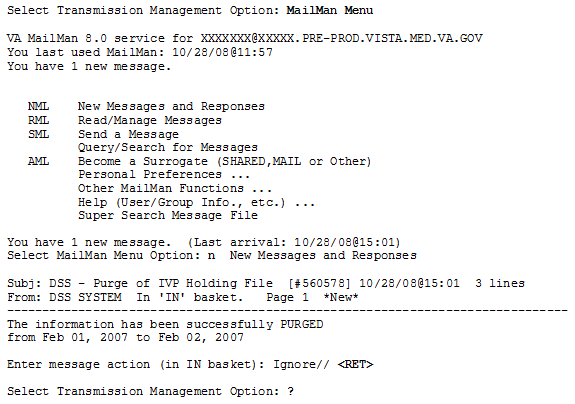 Select Transmission Management Option: MailMan Menu
VA MailMan 8.0 service for XXXXXXX@XXXXX.PRE-PROD.VISTA.MED.VA.GOV
You last used MailMan: 10/28/08@11:57
You have 1 new message.
NML New Messages and Responses
RML Read/Manage Messages
SML Send a Message
Query/Search for Messages
AML Become a Surrogate (SHARED,MAIL or Other)
Personal Preferences ...
Other MailMan Functions ...
Help (User/Group Info., etc.) ...
Super Search Message File
You have 1 new message. (Last arrival: 10/28/08@15:01)
Select MailMan Menu Option: n New Messages and Responses
Subj: DSS - Purge of IVP Holding File [#560578] 10/28/08@15:01 3 lines
From: DSS SYSTEM In 'IN' basket. Page 1 *New*
-------------------------------------------------------------------------------
The information has been successfully PURGED
from Feb 01, 2007 to Feb 02, 2007
Enter message action (in IN basket): Ignore// <RET>
Select Transmission Management Option: ?